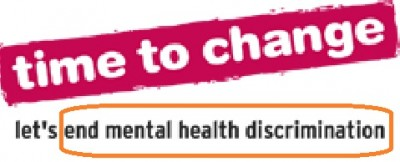 time to change
let's end mental health discrimination